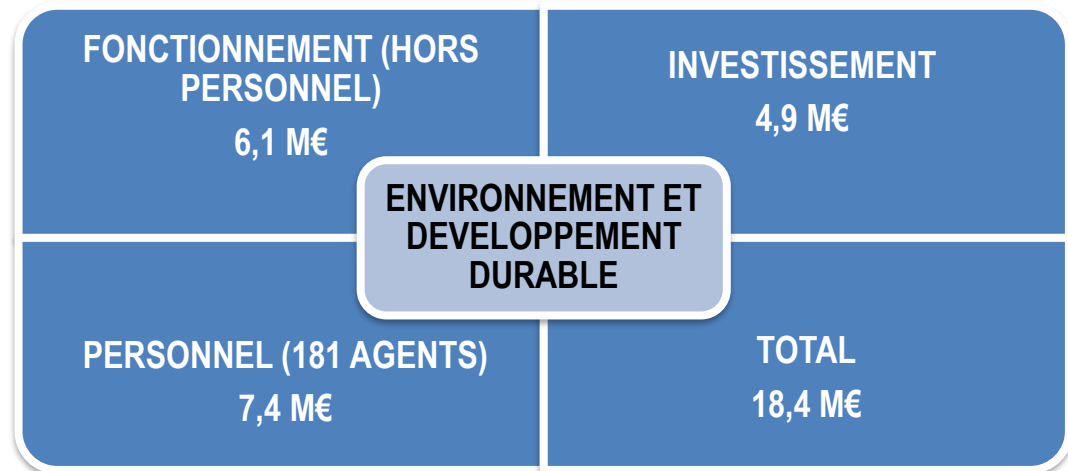 FONCTIONNEMENT (HORS
PERSONNEL)
6,1 M€
INVESTISSEMENT
4,9 M€
ENVIRONNEMENT ET
DEVELOPPEMENT
DURABLE
PERSONNEL (181 AGENTS)
7,4 M€
TOTAL
18,4 M€